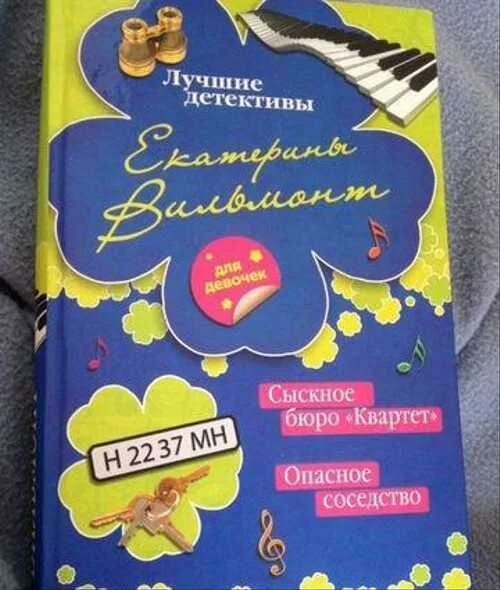 Лучшие
детективы
Екатерины
Вильмонт
для
девочек
Сыскное
бюро «Квартет»
Н 22 37 МН
Опасное
соседство